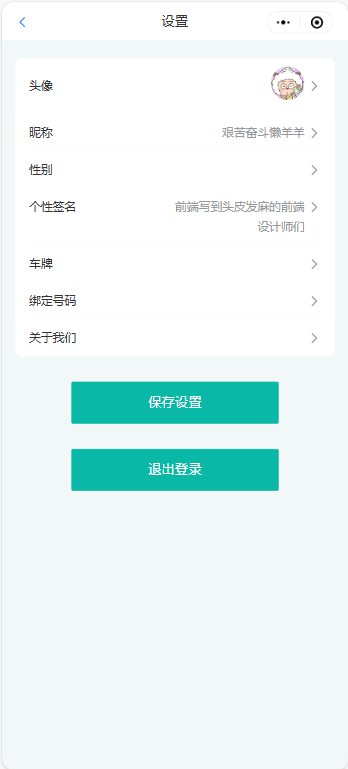 设置
头像
昵称
艰苦奋斗懒羊羊
性别
个性签名
前端写到头皮发麻的前端
设计师们
车牌
绑定号码
关于我们
保存设置
退出登录